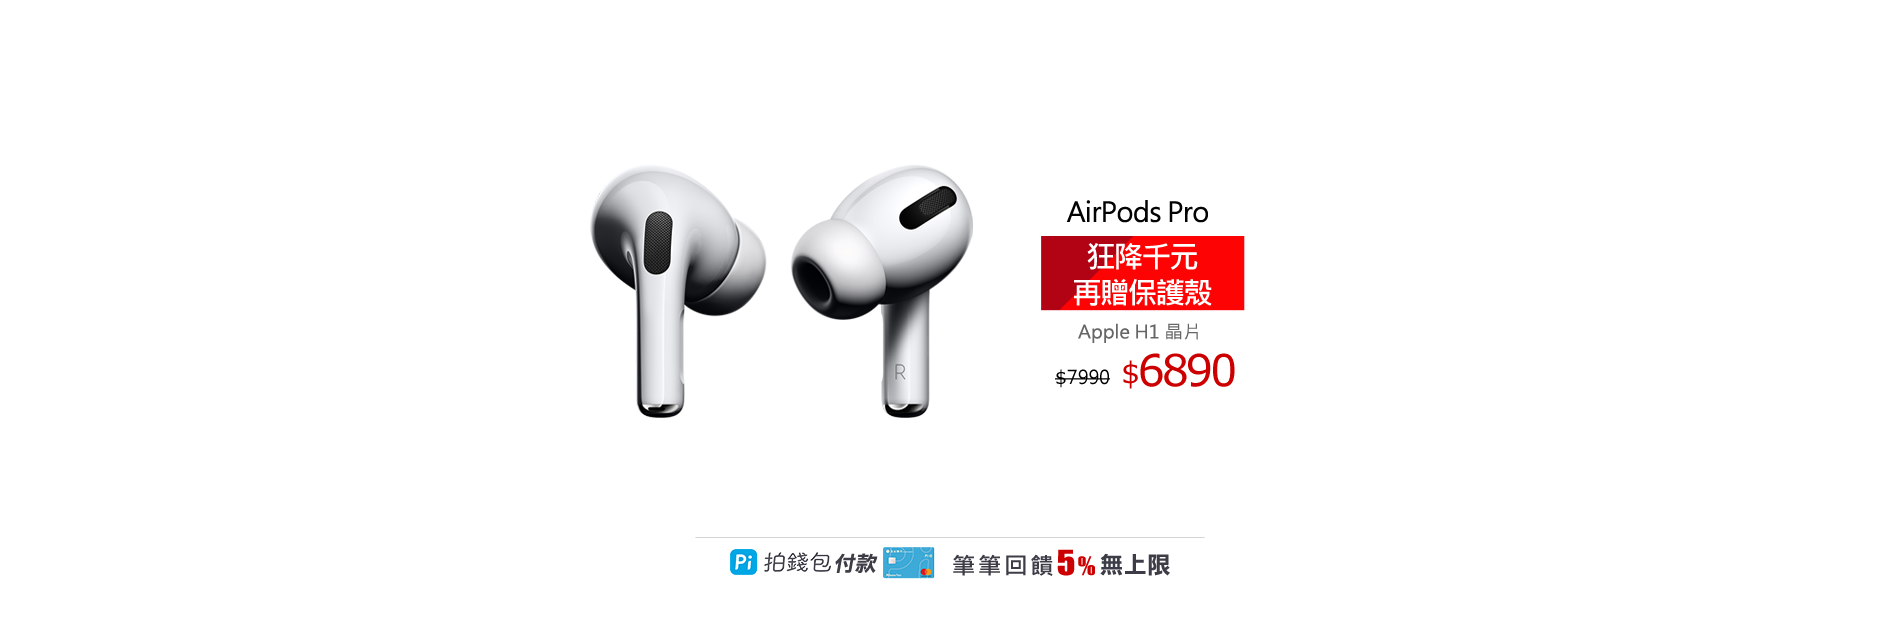 AirPods Pro
狂降千元
再贈保護殼
Apple H1 晶片
$7990 $6890
R
Pi 拍錢包付款 筆筆回饋5%無上限